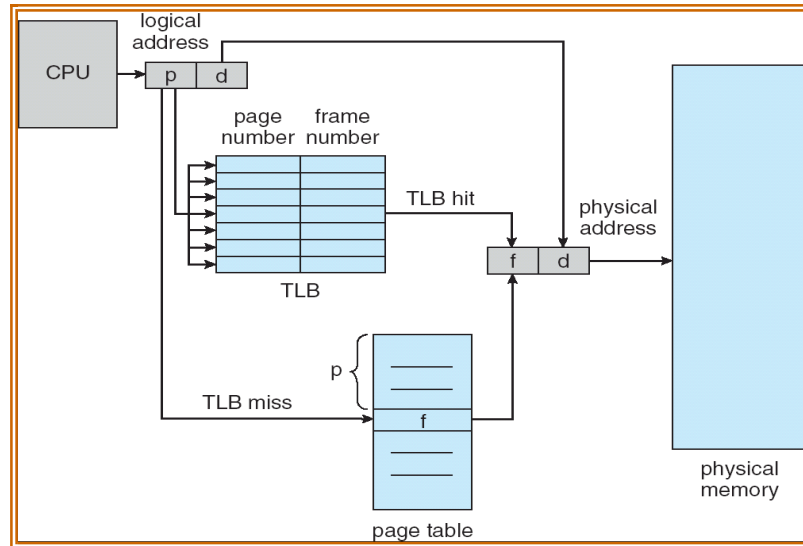 logical
address
CPU
p
d
page
number
frame
number
TLB hit
physical
address
f
d
TLB
p
TLB miss
f
page table
physical
memory